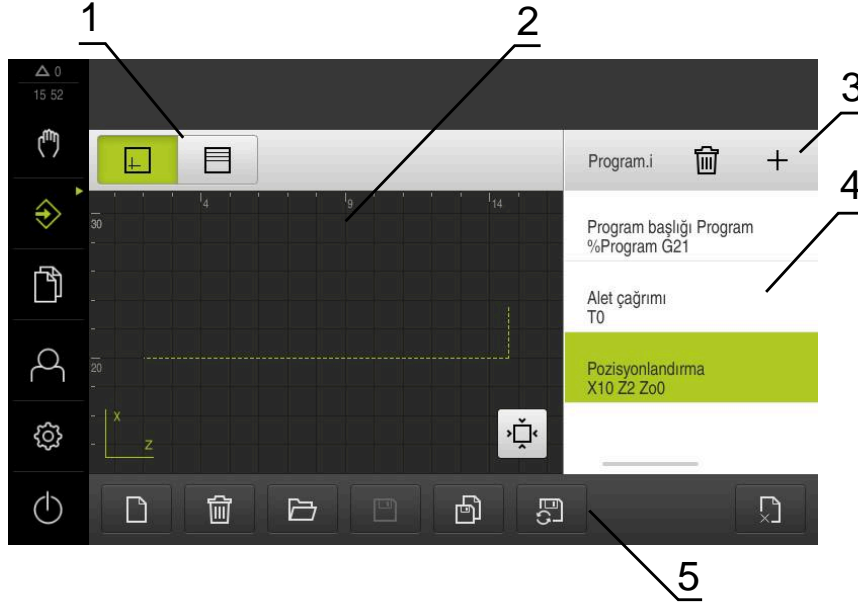 1
2
3
4
5
0
15 52
Program.i
4
9
14
30
20
X
Z
Program başlığı Program
%Program G21
Alet çağrımı
T0
Pozisyonlandırma
X10 Z2 Zo0